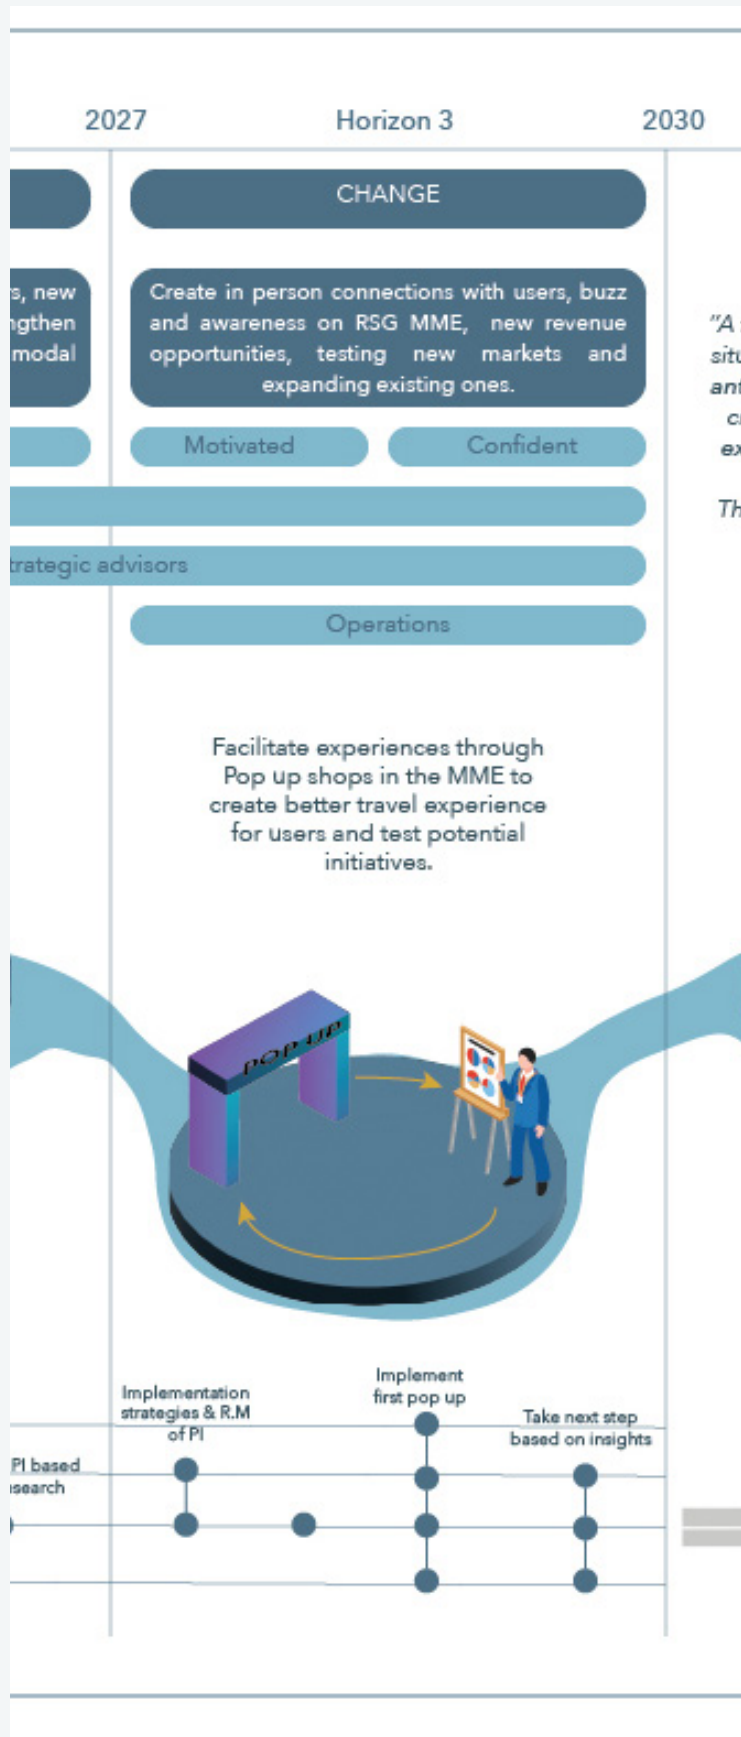 2027 Horizon 3 2030
CHANGE
new
modal
Create in person connections with users, buzz
and awareness on RSG MME, new revenue
opportunities, testing new markets and
expanding existing ones.
"A
Motivated Confident
advisors
Operations
Facilitate experiences through
Pop up shops in the MME to
create better travel experience
for users and test potential
initiatives.
POP UP
Implementation
strategies & R.M
of PI
Implement
first pop up
Take next step
based on insights
PI based